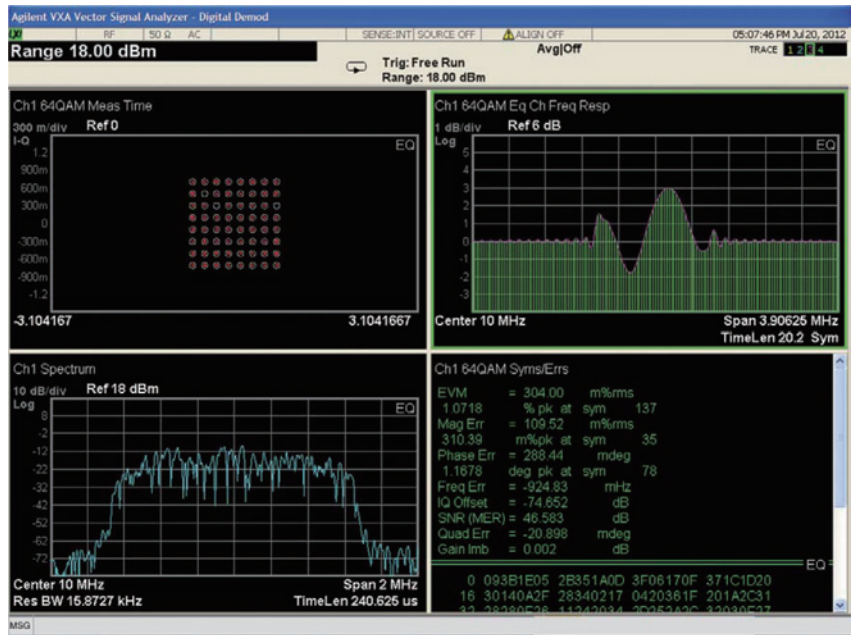 Agilent VXA Vector Signal Analyzer - Digital Demod
LXI RF 50 Ω AC SENSE:INT SOURCE OFF ALIGN OFF 05:07:46 PM Jul 20, 2012
Range 18.00 dBm
Trig: Free Run
Range: 18.00 dBm
Avg|Off
TRACE 1 2 3 4
Ch1 64QAM Meas Time
300 m/div Ref 0
I-Q
EQ
1.2
900m
600m
300m
0
-300m
-600m
-900m
-1.2
-3.104167 3.1041667
Ch1 64QAM Eq Ch Freq Resp
1 dB/div Ref 6 dB
Log
EQ
5
4
3
2
1
0
-1
-2
-3
Center 10 MHz Span 3.90625 MHz
TimeLen 20.2 Sym
Ch1 Spectrum
10 dB/div Ref 18 dBm
Log
EQ
8
-2
-12
-22
-32
-42
-52
-62
-72
Center 10 MHz Span 2 MHz
Res BW 15.8727 kHz TimeLen 240.625 us
Ch1 64QAM Syms/Errs
EVM = 304.00 m%rms
1.0718 % pk at sym 137
Mag Err = 109.52 m%rms
310.39 m%pk at sym 35
Phase Err = 288.44 mdeg
1.1678 deg pk at sym 78
Freq Err = -924.83 mHz
IQ Offset = -74.652 dB
SNR (MER) = 46.583 dB
Quad Err = -20.898 mdeg
Gain Imb = 0.002 dB
EQ
0 093B1E05 2B351A0D 3F06170F 371C1D20
16 30140A2F 28340217 0420361F 201A2C31
32
MSG